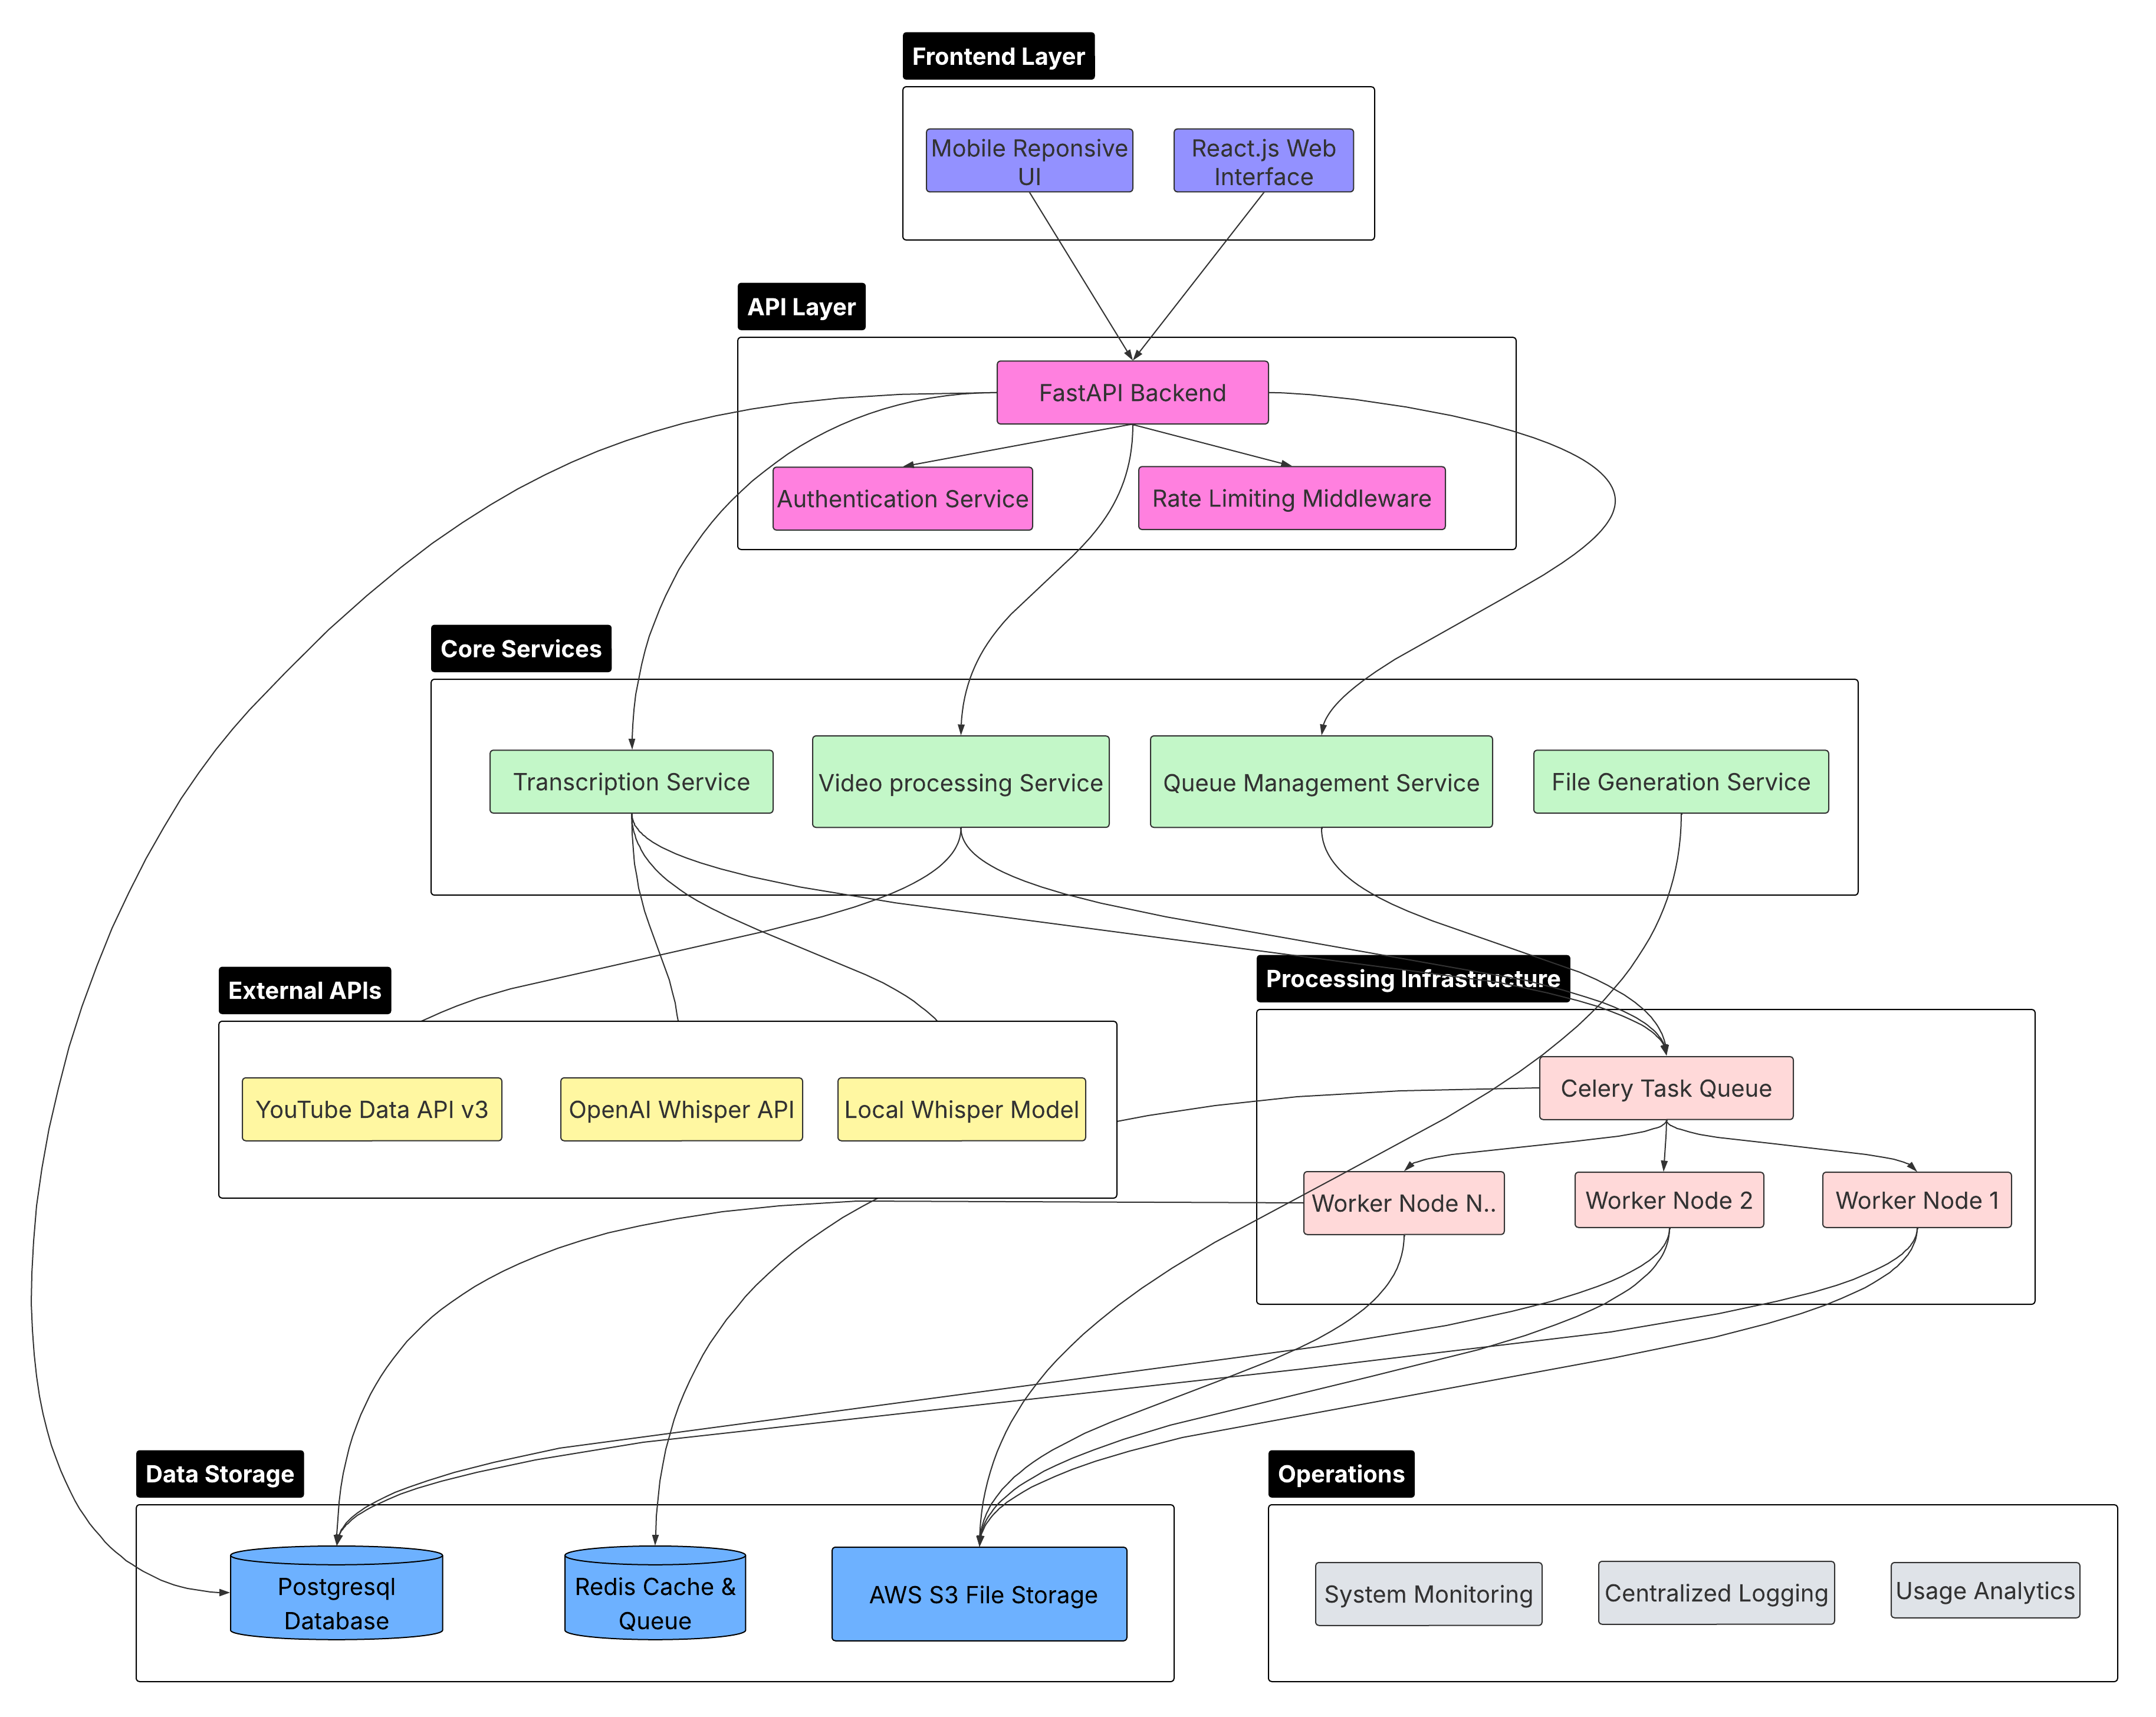 Frontend Layer
Mobile Reponsive
UI
React.js Web
Interface
API Layer
FastAPI Backend
Authentication Service
Rate Limiting Middleware
Core Services
Transcription Service
Video processing Service
Queue Management Service
File Generation Service
External APIs
YouTube Data API v3
OpenAI Whisper API
Local Whisper Model
Processing Infrastructure
Celery Task Queue
Worker Node N..
Worker Node 2
Worker Node 1
Data Storage
Postgresql
Database
Redis Cache &
Queue
AWS S3 File Storage
Operations
System Monitoring
Centralized Logging
Usage Analytics